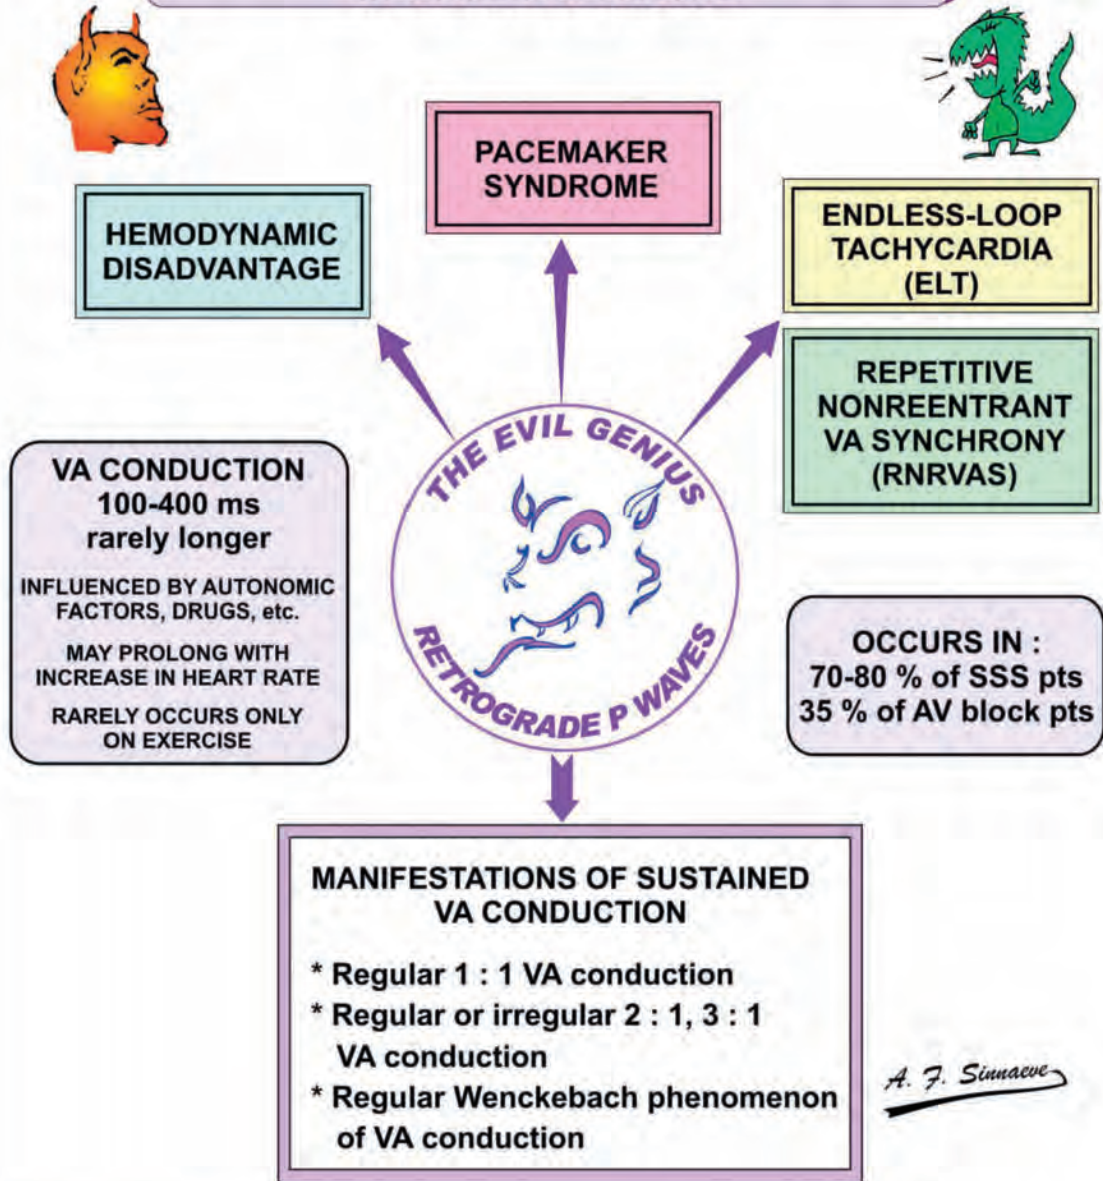 PACEMAKER
SYNDROME
HEMODYNAMIC
DISADVANTAGE
ENDLESS-LOOP
TACHYCARDIA
(ELT)
REPETITIVE
NONREENTRANT
VA SYNCHRONY
(RNRVAS)
THE EVIL GENIUS
RETROGRADE P WAVES
VA CONDUCTION
100-400 ms
rarely longer
INFLUENCED BY AUTONOMIC
FACTORS, DRUGS, etc.
MAY PROLONG WITH
INCREASE IN HEART RATE
RARELY OCCURS ONLY
ON EXERCISE
OCCURS IN :
70-80 % of SSS pts
35 % of AV block pts
MANIFESTATIONS OF SUSTAINED
VA CONDUCTION
* Regular 1 : 1 VA conduction
* Regular or irregular 2 : 1, 3 : 1
VA conduction
* Regular Wenckebach phenomenon
of VA conduction
A. F. Sinnaeve